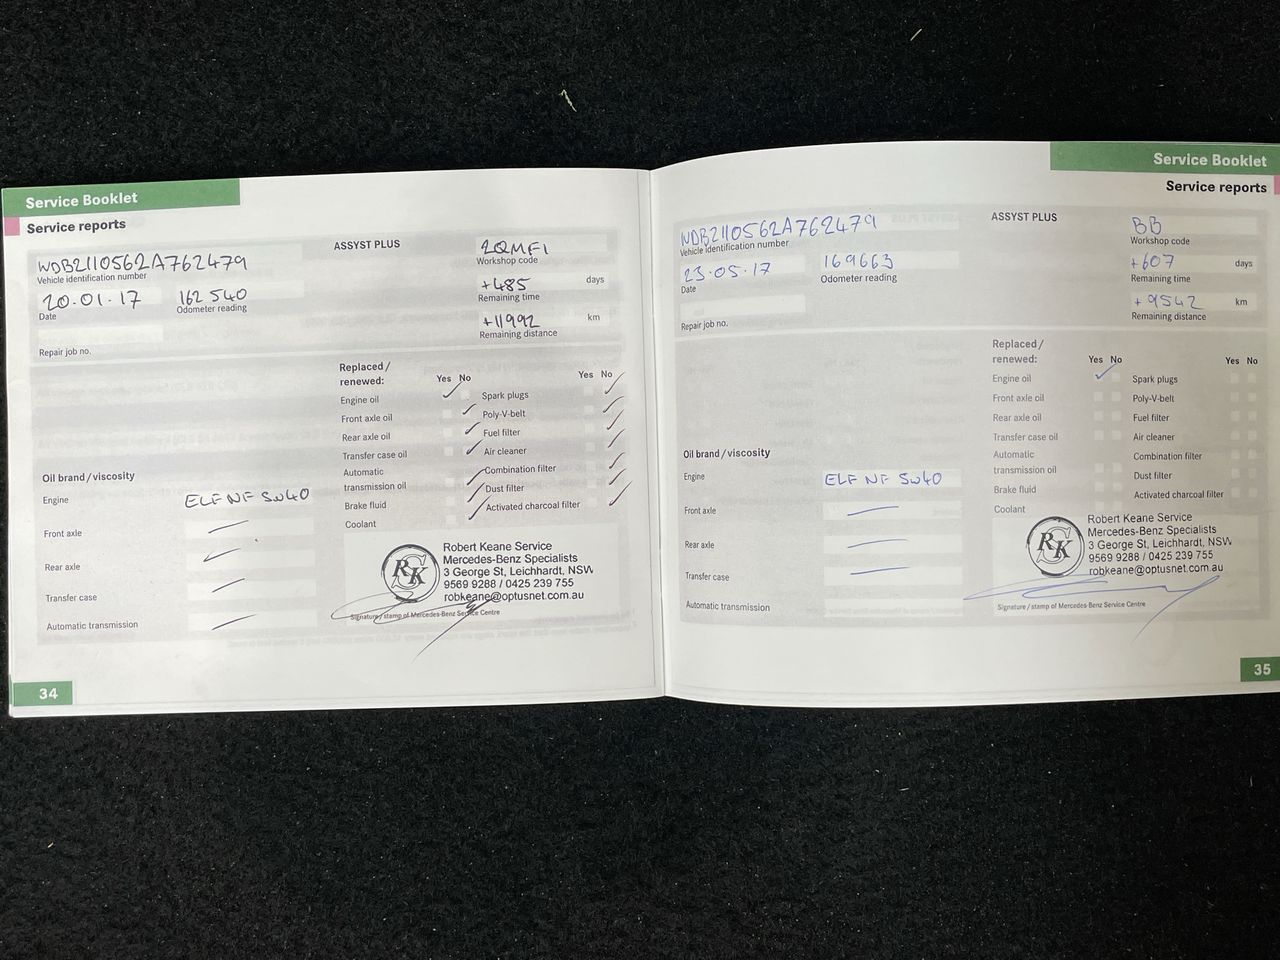 Service Booklet
Service reports
WDB2110562A762479
Vehicle identification number
20.01.17
Date
162 540
Odometer reading
Repair job no.
ASSYST PLUS
2QMF1
Workshop code
+485 days
Remaining time
+11992 km
Remaining distance
Replaced/
renewed:
Yes No
Engine oil
Front axle oil
Rear axle oil
Transfer case oil
Automatic
transmission oil
Brake fluid
Coolant
Yes No
Spark plugs
Poly-V-belt
Fuel filter
Air cleaner
Combination filter
Dust filter
Activated charcoal filter
Oil brand/viscosity
Engine ELF NF 5w40
Front axle
Rear axle
Transfer case
Automatic transmission
RK
Robert Keane Service
Mercedes-Benz Specialists
3 George St, Leichhardt, NSW
9569 9288 / 0425 239 755
robkeane@optusnet.com.au
Signature/stamp of Mercedes-Benz Service Centre
34
Service Booklet
Service reports
WDB2110562A762479
Vehicle identification number
23.05.17
Date
169663
Odometer reading
Repair job no.
ASSYST PLUS
BB
Workshop code
+607 days
Remaining time
+9542 km
Remaining distance
Replaced/
renewed:
Yes No
Engine oil
Front axle oil
Rear axle oil
Transfer case oil
Automatic
transmission oil
Brake fluid
Coolant
Yes No
Spark plugs
Poly-V-belt
Fuel filter
Air cleaner
Combination filter
Dust filter
Activated charcoal filter
Oil brand/viscosity
Engine ELF NF 5w40
Front axle
Rear axle
Transfer case
Automatic transmission
RK
Robert Keane Service
Mercedes-Benz Specialists
3 George St, Leichhardt, NSW
9569 9288 / 0425 239 755
robkeane@optusnet.com.au
Signature/stamp of Mercedes-Benz Service Centre
35